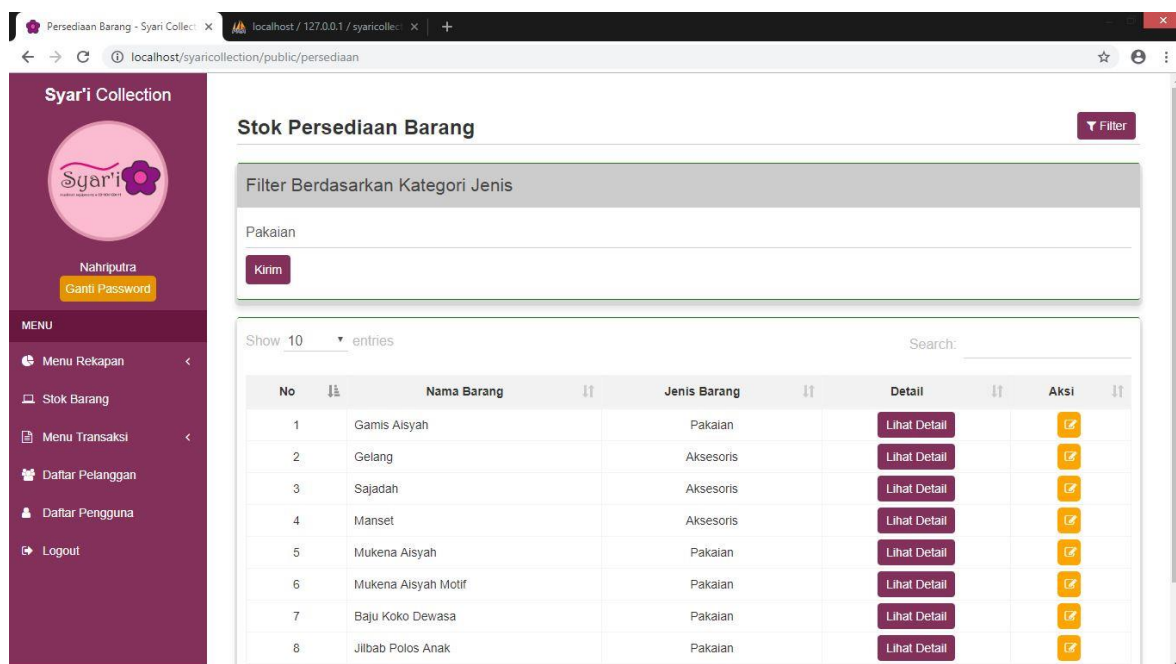 Persediaan Barang - Syari Collec
localhost / 127.0.0.1 / syaricollec
localhost/syaricollection/public/persediaan
Syar'i Collection
Syar'i
Nahriputra
Ganti Password
MENU
Menu Rekapan
Stok Barang
Menu Transaksi
Daftar Pelanggan
Daftar Pengguna
Logout
Stok Persediaan Barang
Filter
Filter Berdasarkan Kategori Jenis
Pakaian
Kirim
Show 10 entries
Search:
No Nama Barang Jenis Barang Detail Aksi
1 Gamis Aisyah Pakaian Lihat Detail
2 Gelang Aksesoris Lihat Detail
3 Sajadah Aksesoris Lihat Detail
4 Manset Aksesoris Lihat Detail
5 Mukena Aisyah Pakaian Lihat Detail
6 Mukena Aisyah Motif Pakaian Lihat Detail
7 Baju Koko Dewasa Pakaian Lihat Detail
8 Jilbab Polos Anak Pakaian Lihat Detail